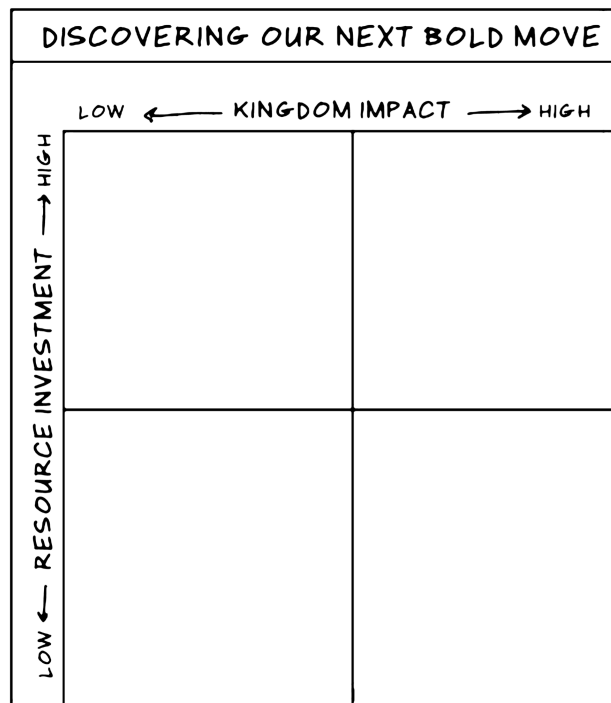 DISCOVERING OUR NEXT BOLD MOVE
LOW KINGDOM IMPACT HIGH
HIGH
RESOURCE INVESTMENT
LOW